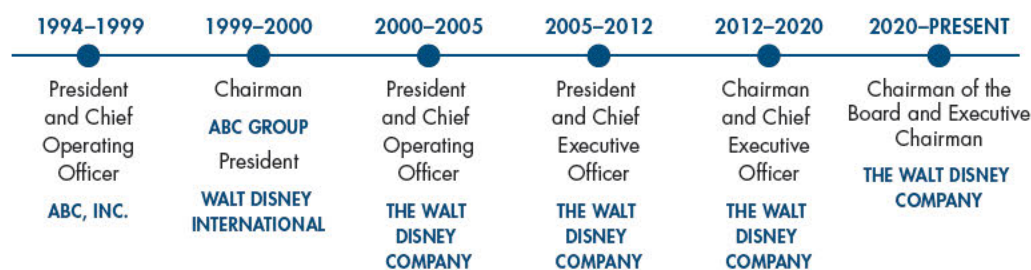 1994–1999
President
and Chief
Operating
Officer
ABC, INC.
1999–2000
Chairman
ABC GROUP
President
WALT DISNEY
INTERNATIONAL
2000–2005
President
and Chief
Operating
Officer
THE WALT
DISNEY
COMPANY
2005–2012
President
and Chief
Executive
Officer
THE WALT
DISNEY
COMPANY
2012–2020
Chairman
and Chief
Executive
Officer
THE WALT
DISNEY
COMPANY
2020–PRESENT
Chairman of the
Board and Executive
Chairman
THE WALT DISNEY
COMPANY